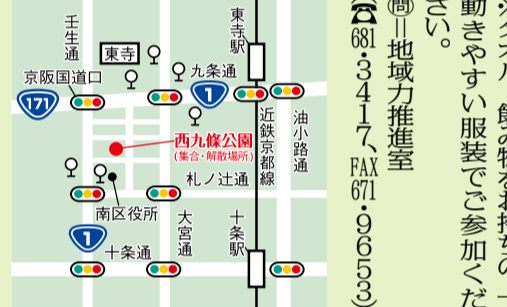 動きやすい服装でご参加くだ
さい。
問=地域力推進室
☎681・3417、FAX671・9653)
壬生通
東寺
東寺駅
京阪国道口
九条通
171
1
近鉄京都線
油小路通
西九條公園
(集合・解散場所)
札ノ辻通
南区役所
大宮通
十条駅
1
十条通